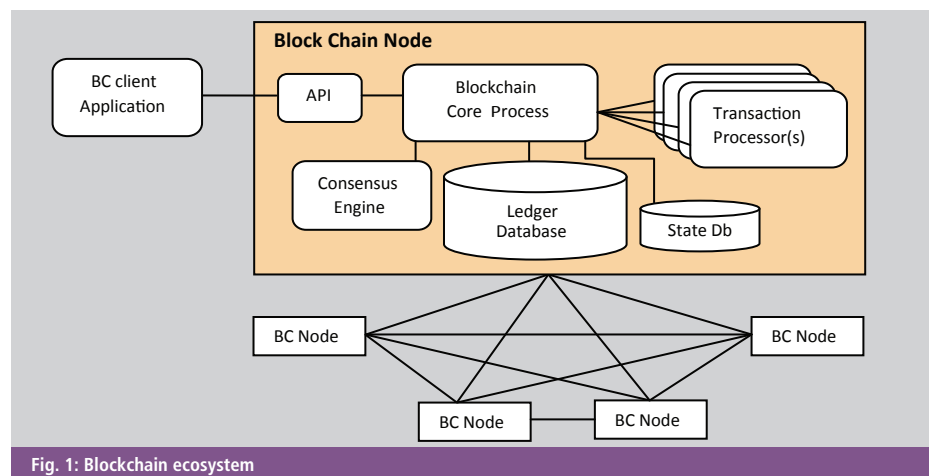 Block Chain Node
BC client
Application
API
Blockchain
Core Process
Transaction
Processor(s)
Consensus
Engine
Ledger
Database
State Db
BC Node
BC Node
BC Node
BC Node
Fig. 1: Blockchain ecosystem